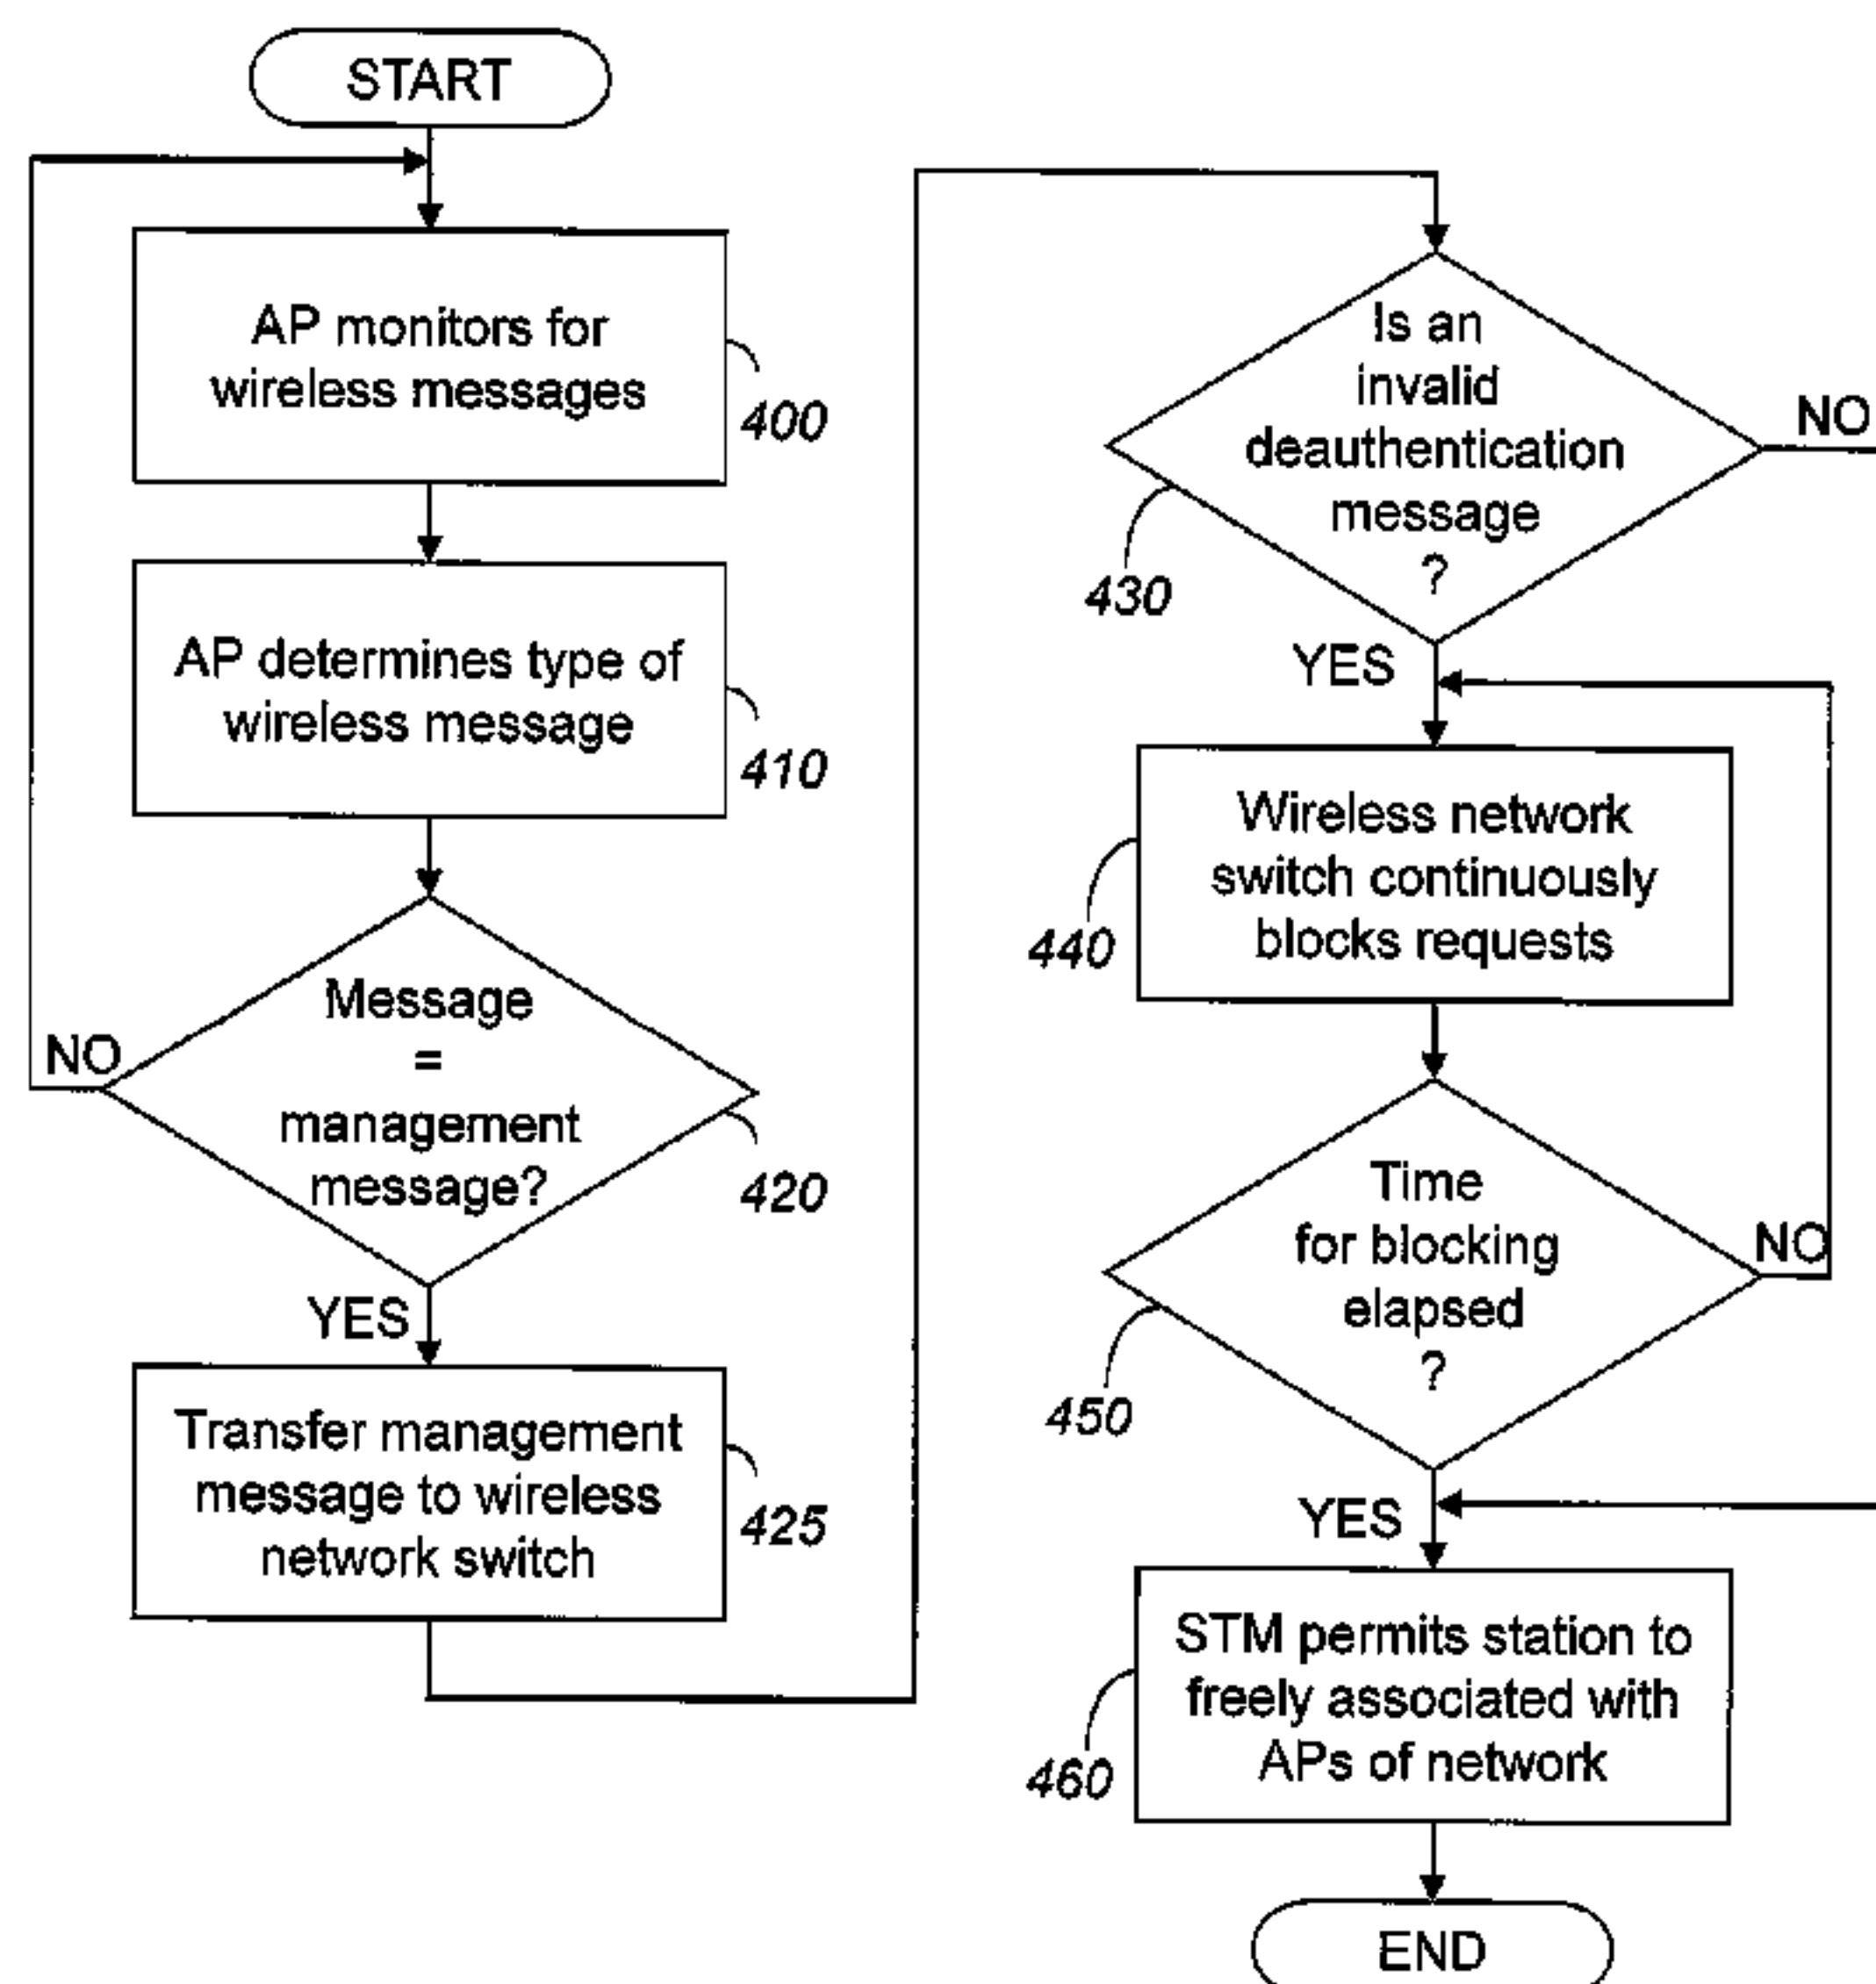 START
AP monitors for
wireless messages
400
AP determines type of
wireless message
410
Message
=
management
message?
NO
420
YES
Transfer management
message to wireless
network switch
425
Is an
invalid
deauthentication
message
?
NO
430
YES
Wireless network
switch continuously
blocks requests
440
Time
for blocking
elapsed
?
NO
450
YES
STM permits station to
freely associated with
APs of network
460
END